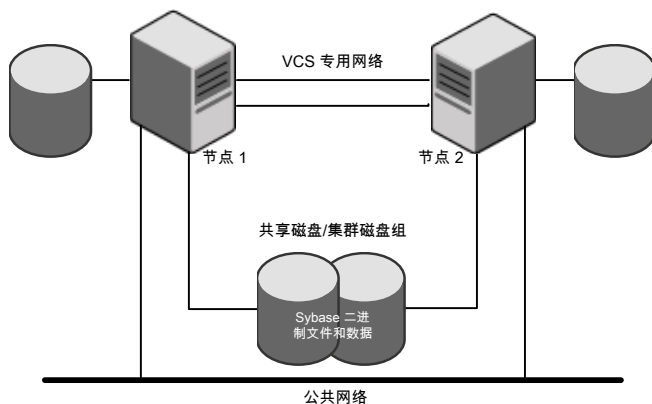 VCS 专用网络
节点 1
节点 2
共享磁盘/集群磁盘组
Sybase 二进
制文件和数据
公共网络